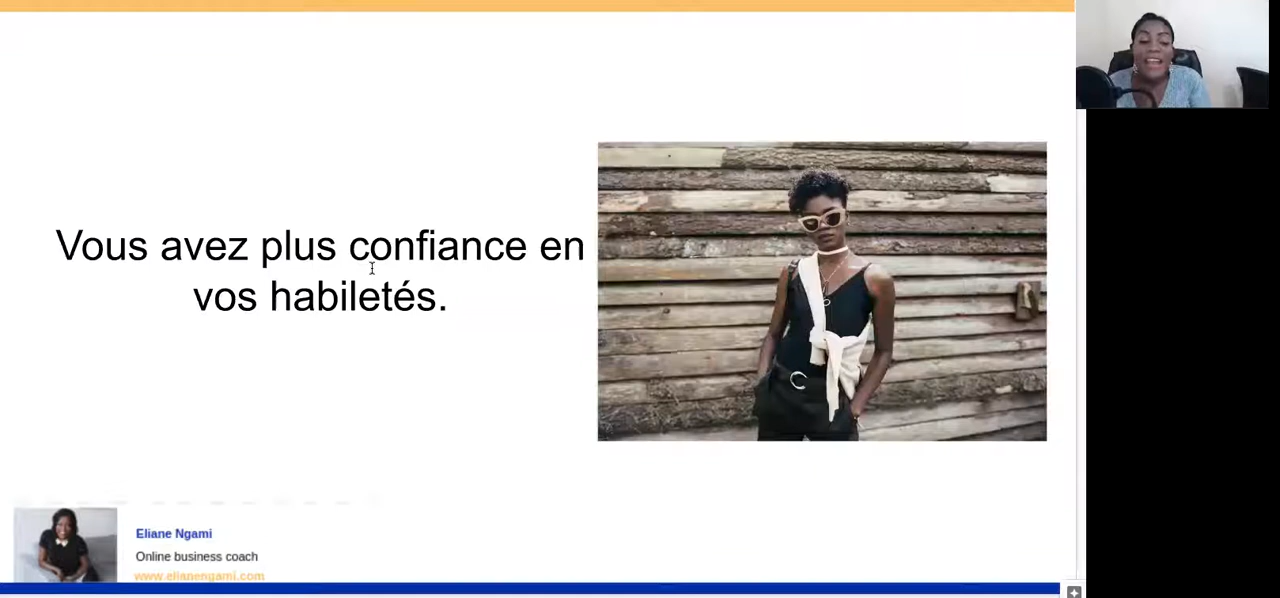 Vous avez plus confiance en
vos habiletés.
Eliane Ngami
Online business coach
www.elianengami.com